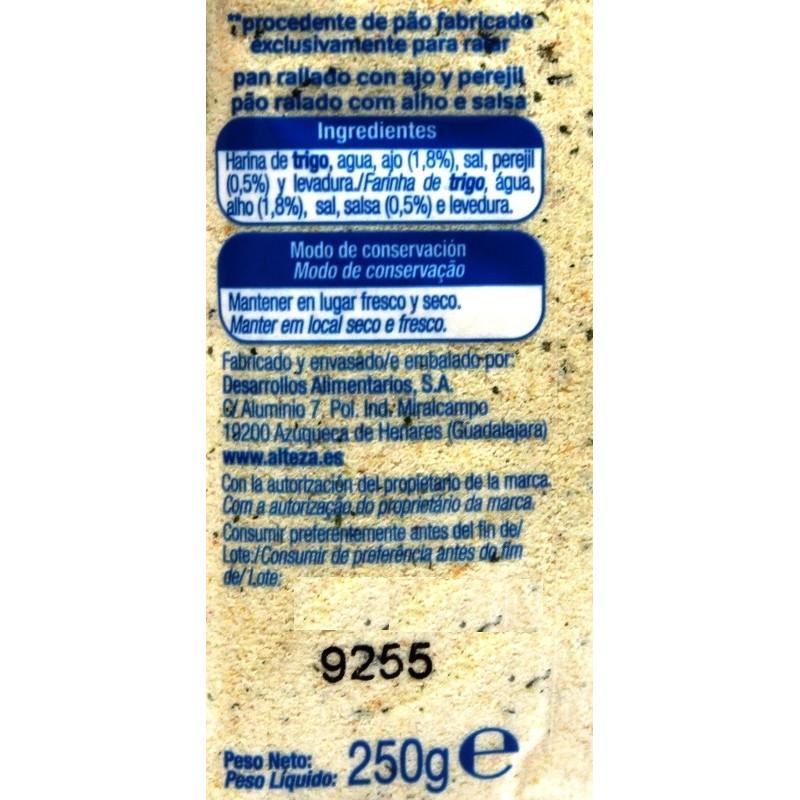 **procedente de pão fabricado
exclusivamente para ralar
pan rallado con ajo y perejil
pão ralado com alho e salsa
Ingredientes
Harina de trigo, agua, ajo (1,8%), sal, perejil
(0,5%) y levadura./Farinha de trigo, água,
alho (1,8%), sal, salsa (0,5%) e levedura.
Modo de conservación
Modo de conservação
Mantener en lugar fresco y seco.
Manter em local seco e fresco.
Fabricado y envasado/e embalado por:
Desarrollos Alimentarios, S.A.
C/ Aluminio 7. Pol. Ind. Miralcampo
19200 Azuqueca de Henares (Guadalajara)
www.alteza.es
Con la autorización del propietario de la marca.
Com a autorização do proprietário da marca.
Consumir preferentemente antes del fin de/
Lote:/Consumir de preferência antes do fim
de/Lote:
9255
Peso Neto:
Peso Líquido: 250g e